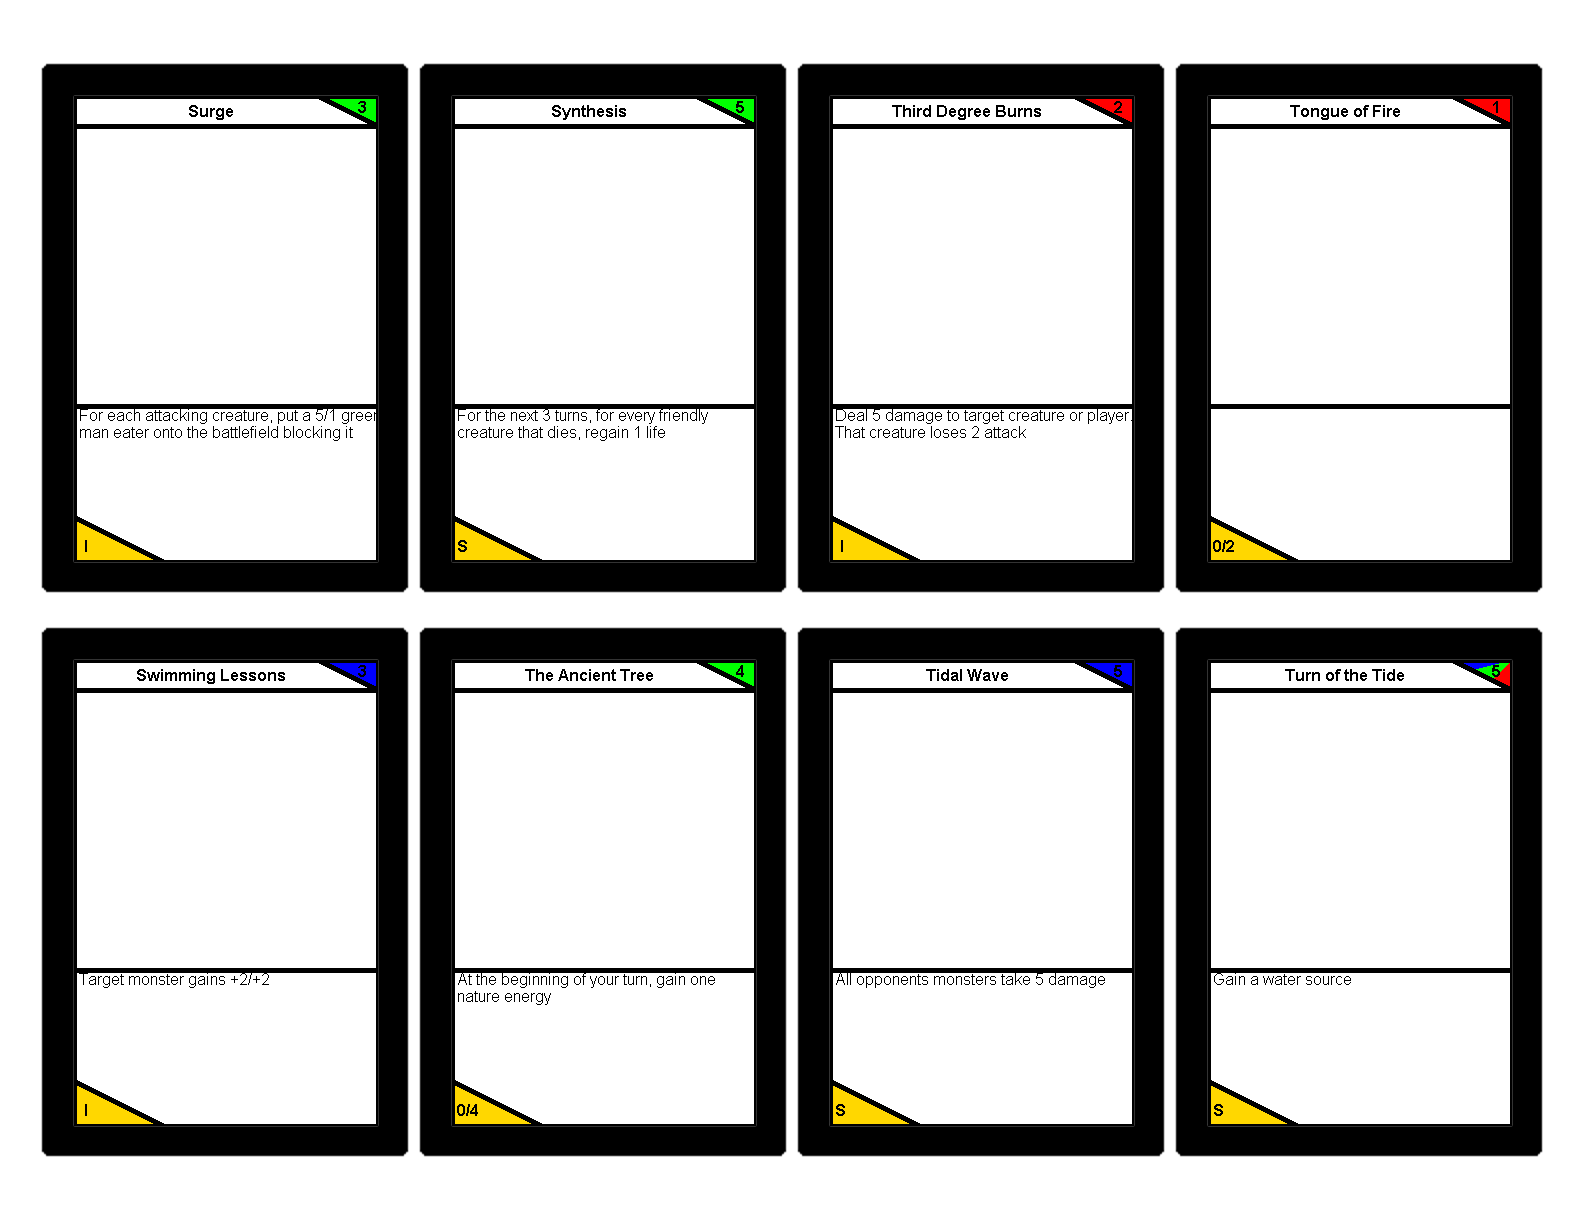 Surge
3
For each attacking creature, put a 5/1 green
man eater onto the battlefield blocking it
I
Synthesis
5
For the next 3 turns, for every friendly
creature that dies, regain 1 life
S
Third Degree Burns
2
Deal 5 damage to target creature or player.
That creature loses 2 attack
I
Tongue of Fire
1
0/2
Swimming Lessons
3
Target monster gains +2/+2
I
The Ancient Tree
4
At the beginning of your turn, gain one
nature energy
0/4
Tidal Wave
All opponents monsters take 5 damage
S
Turn of the Tide
5
Gain a water source
S